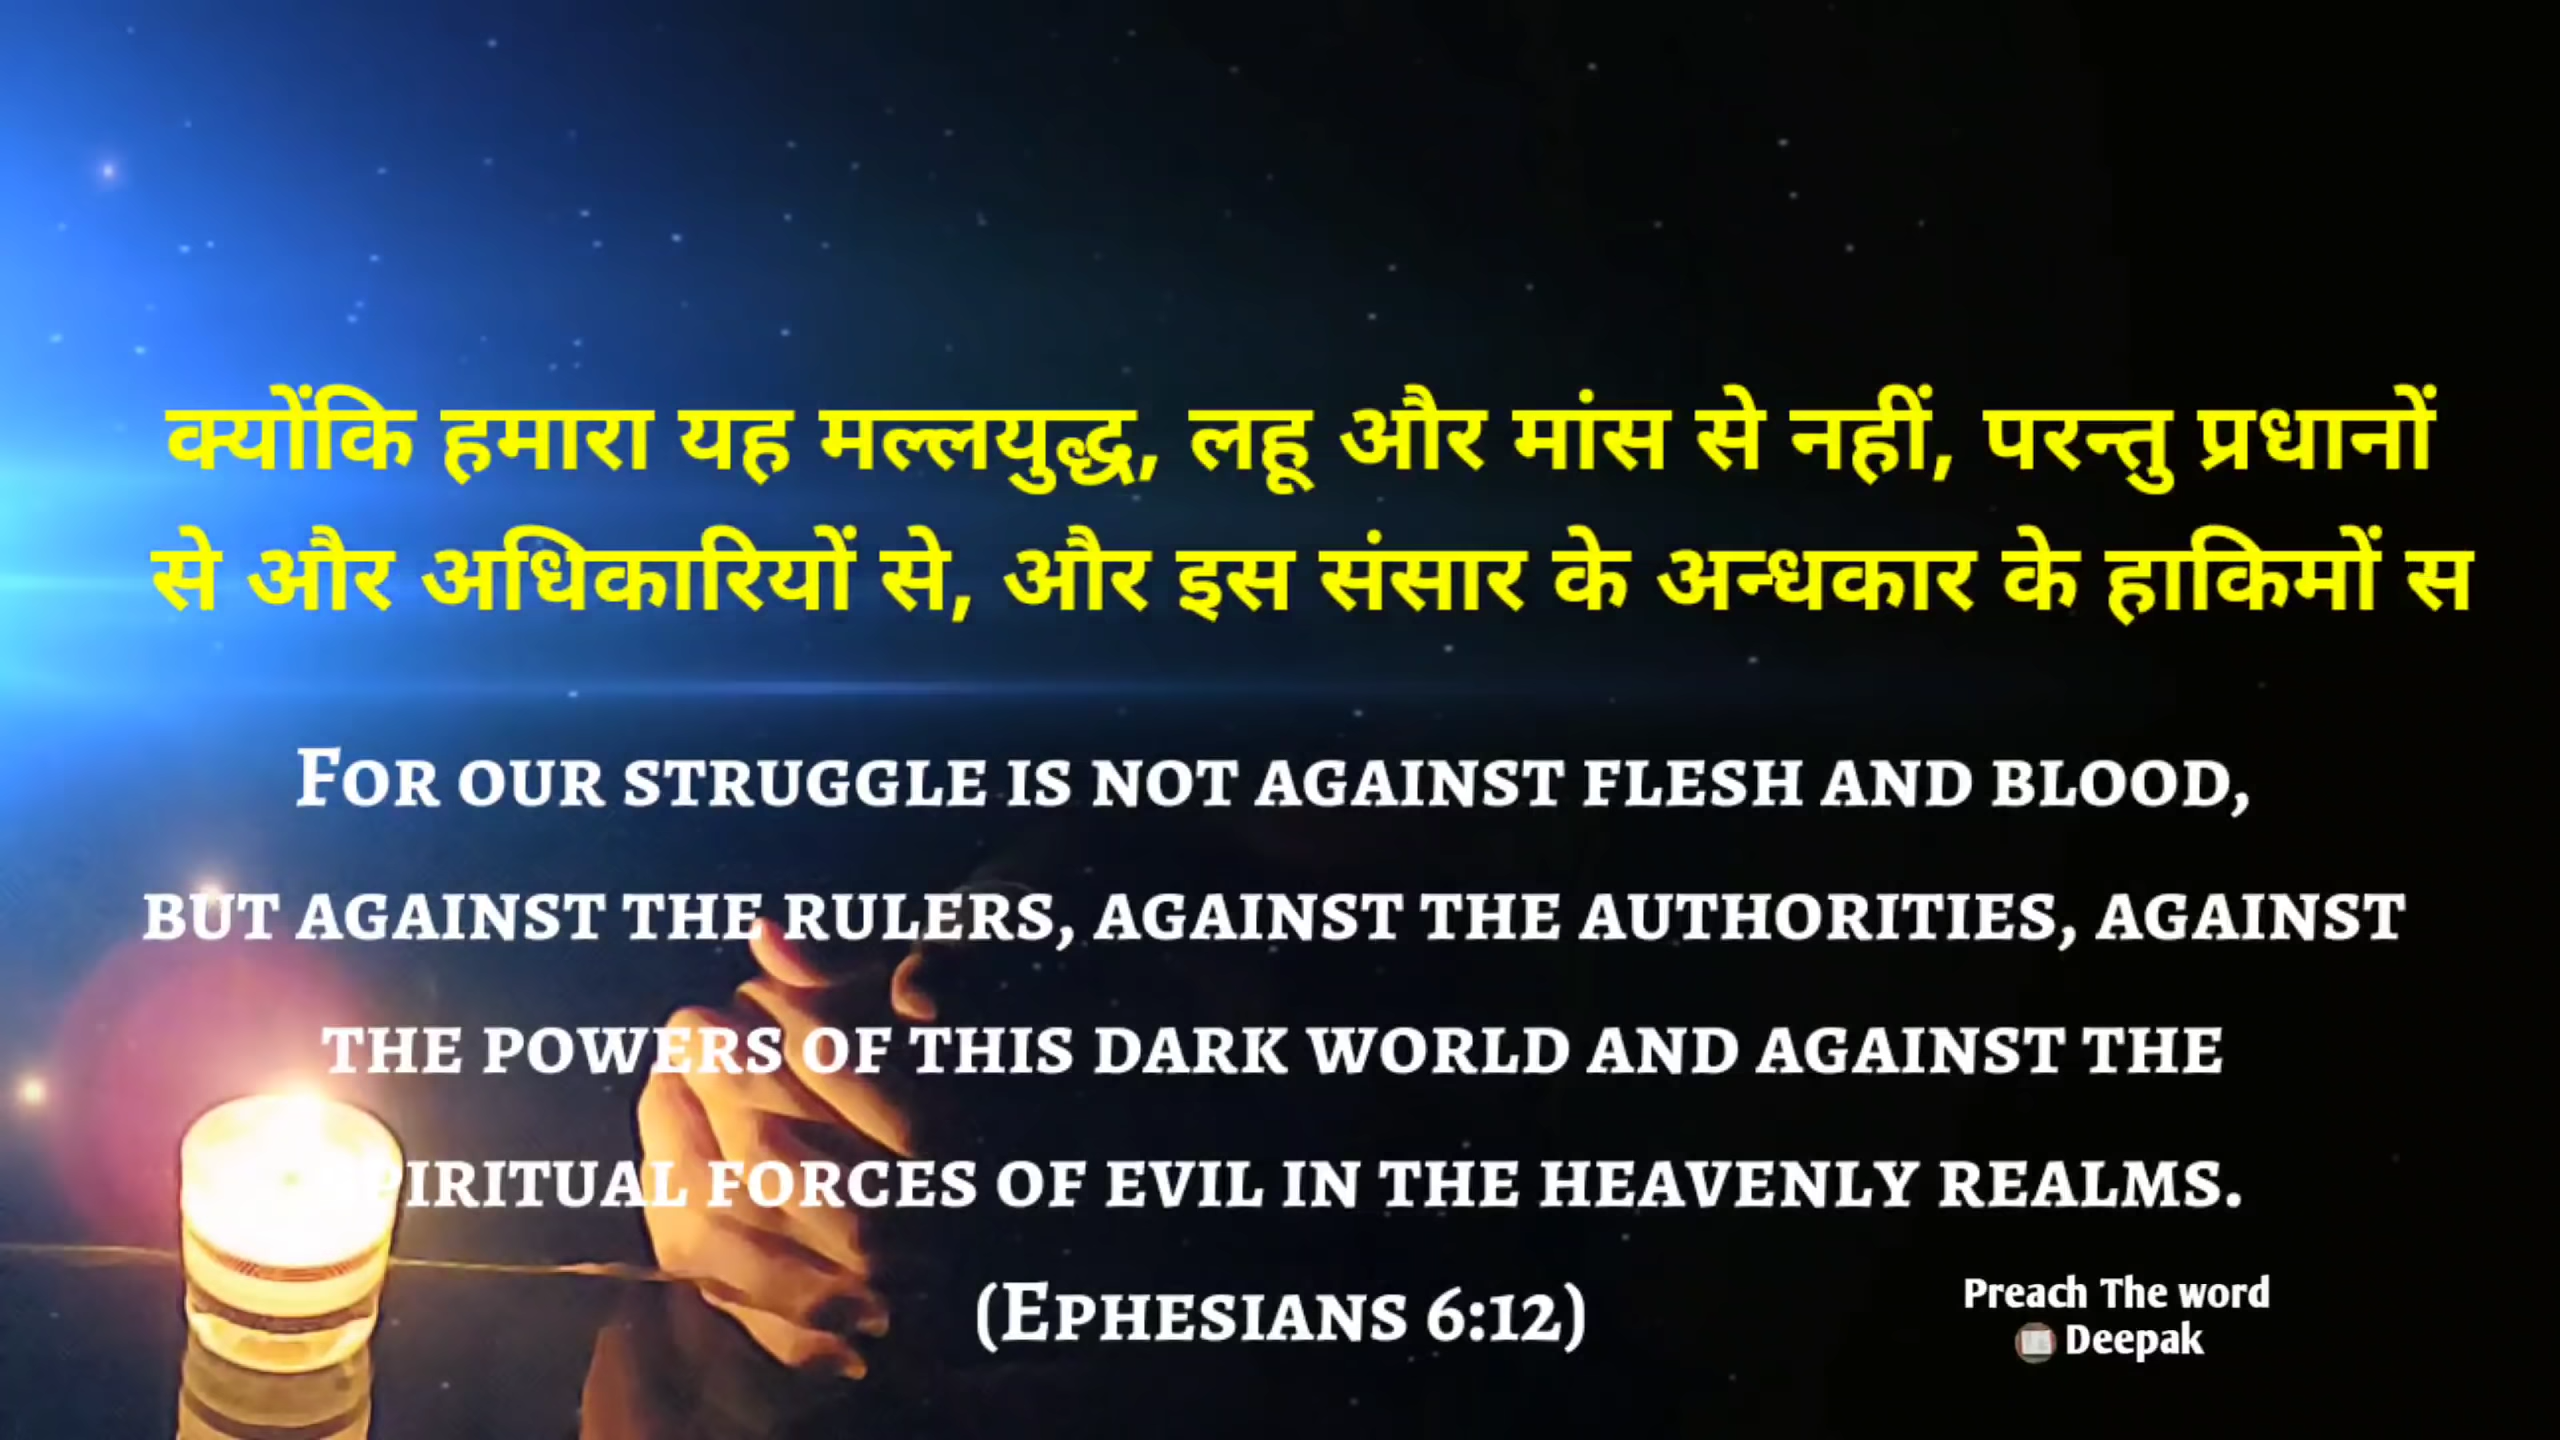 क्योंकि हमारा यह मल्लयुद्ध, लहू और मांस से नहीं, परन्तु प्रधानों
से और अधिकारियों से, और इस संसार के अन्धकार के हाकिमों स
For our struggle is not against flesh and blood,
but against the rulers, against the authorities, against
the powers of this dark world and against the
spiritual forces of evil in the heavenly realms.
(Ephesians 6:12)
Preach The word
Deepak